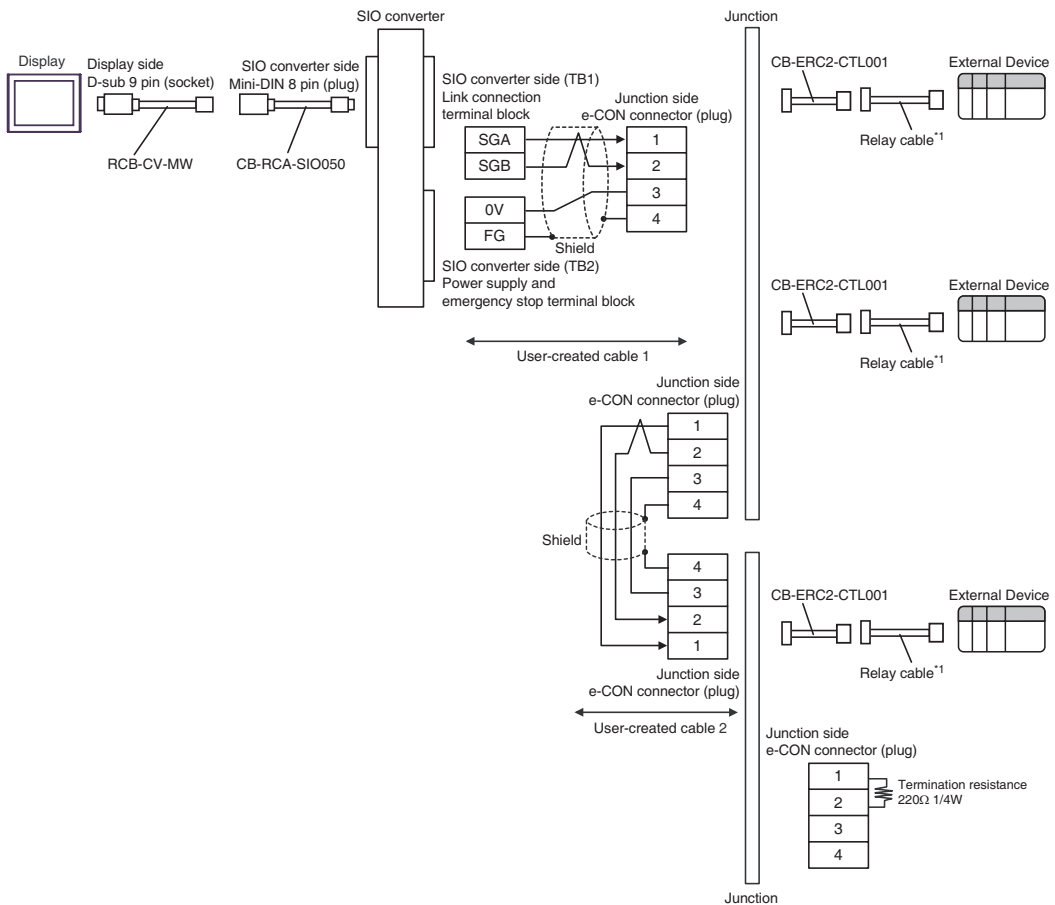 SIO converter
Junction
Display
Display side
D-sub 9 pin (socket)
SIO converter side
Mini-DIN 8 pin (plug)
RCB-CV-MW
CB-RCA-SIO050
SIO converter side (TB1)
Link connection
terminal block
Junction side
e-CON connector (plug)
SGA
SGB
0V
FG
1
2
3
4
Shield
SIO converter side (TB2)
Power supply and
emergency stop terminal block
User-created cable 1
CB-ERC2-CTL001
External Device
Relay cable*1
CB-ERC2-CTL001
External Device
Relay cable*1
Junction side
e-CON connector (plug)
1
2
3
4
Shield
4
3
2
1
Junction side
e-CON connector (plug)
User-created cable 2
CB-ERC2-CTL001
External Device
Relay cable*1
Junction side
e-CON connector (plug)
1
2
3
4
Termination resistance
220Ω 1/4W
Junction